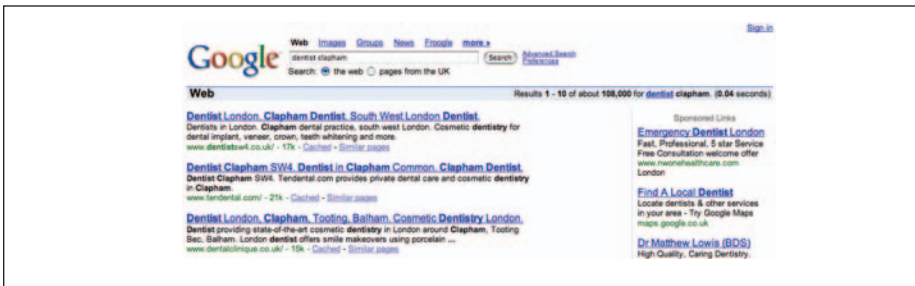 Sign in
Google
Web Images Groups News Froogle more »
dentist clapham
Search
Advanced Search
Preferences
Search: the web pages from the UK
Web
Results 1 - 10 of about 108,000 for dentist clapham. (0.04 seconds)
Dentist London, Clapham Dentist, South West London Dentist,
Dentists in London. Clapham dental practice, south west London. Cosmetic dentistry for
dental implant, veneer, crown, teeth whitening and more.
www.dentistsw4.co.uk/ - 17k - Cached - Similar pages
Dentist Clapham SW4, Dentist in Clapham Common, Clapham Dentist,
Dentist Clapham SW4. Tendental.com provides private dental care and cosmetic dentistry
in Clapham.
www.tendental.com/ - 21k - Cached - Similar pages
Dentist London, Clapham, Tooting, Balham. Cosmetic Dentistry London,
Dentist providing state-of-the-art cosmetic dentistry in London around Clapham, Tooting
Bec, Balham. London dentist offers smile makeovers using porcelain ...
www.dentalclinique.co.uk/ - 15k - Cached - Similar pages
Sponsored Links
Emergency Dentist London
Fast, Professional, 5 star Service
Free Consultation welcome offer
www.nwonehealthcare.com
London
Find A Local Dentist
Locate dentists & other services
in your area - Try Google Maps
maps.google.co.uk
Dr Matthew Lowis (BDS)
High Quality, Caring Dentistry.